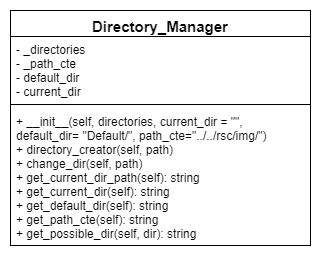 Directory_Manager
- _directories
- _path_cte
- default_dir
- current_dir
+ __init__(self, directories, current_dir = "",
default_dir= "Default/", path_cte="../../rsc/img/")
+ directory_creator(self, path)
+ change_dir(self, path)
+ get_current_dir_path(self): string
+ get_current_dir(self): string
+ get_default_dir(self): string
+ get_path_cte(self): string
+ get_possible_dir(self, dir): string